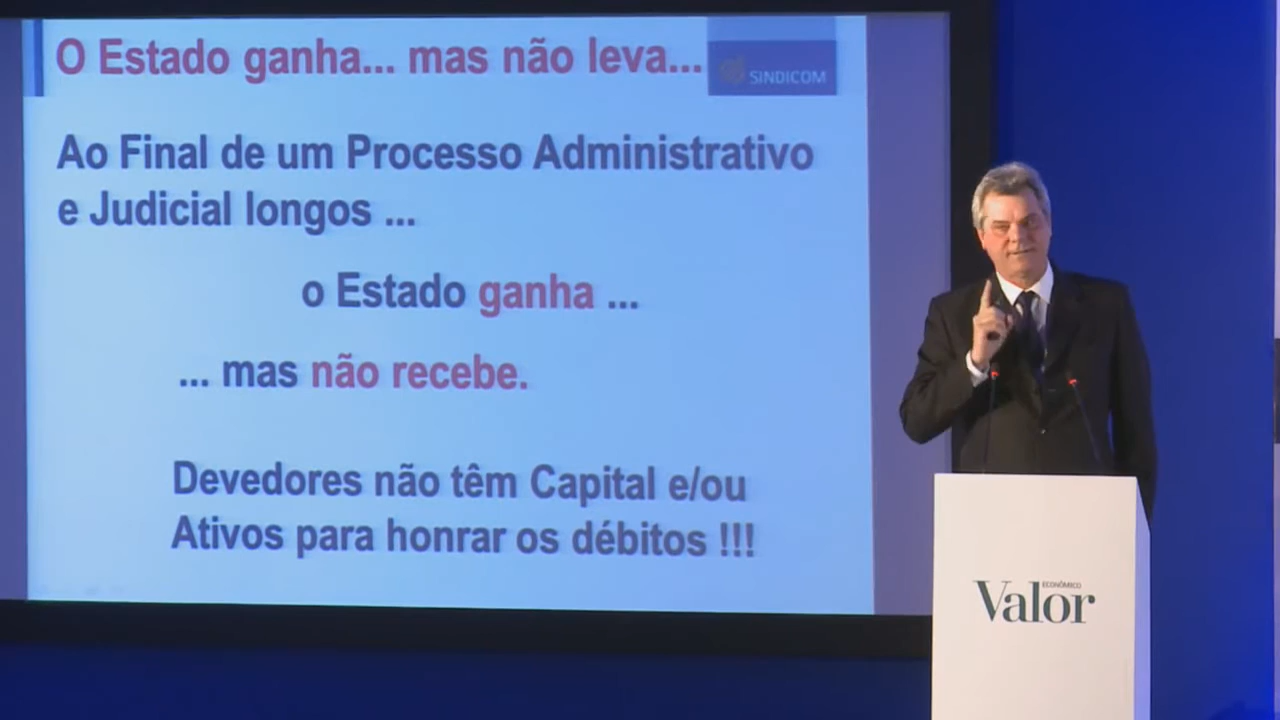 O Estado ganha... mas não leva...
SINDICOM
Ao Final de um Processo Administrativo
e Judicial longos ...
o Estado ganha ...
... mas não recebe.
Devedores não têm Capital e/ou
Ativos para honrar os débitos !!!
ECONÔMICO
Valor